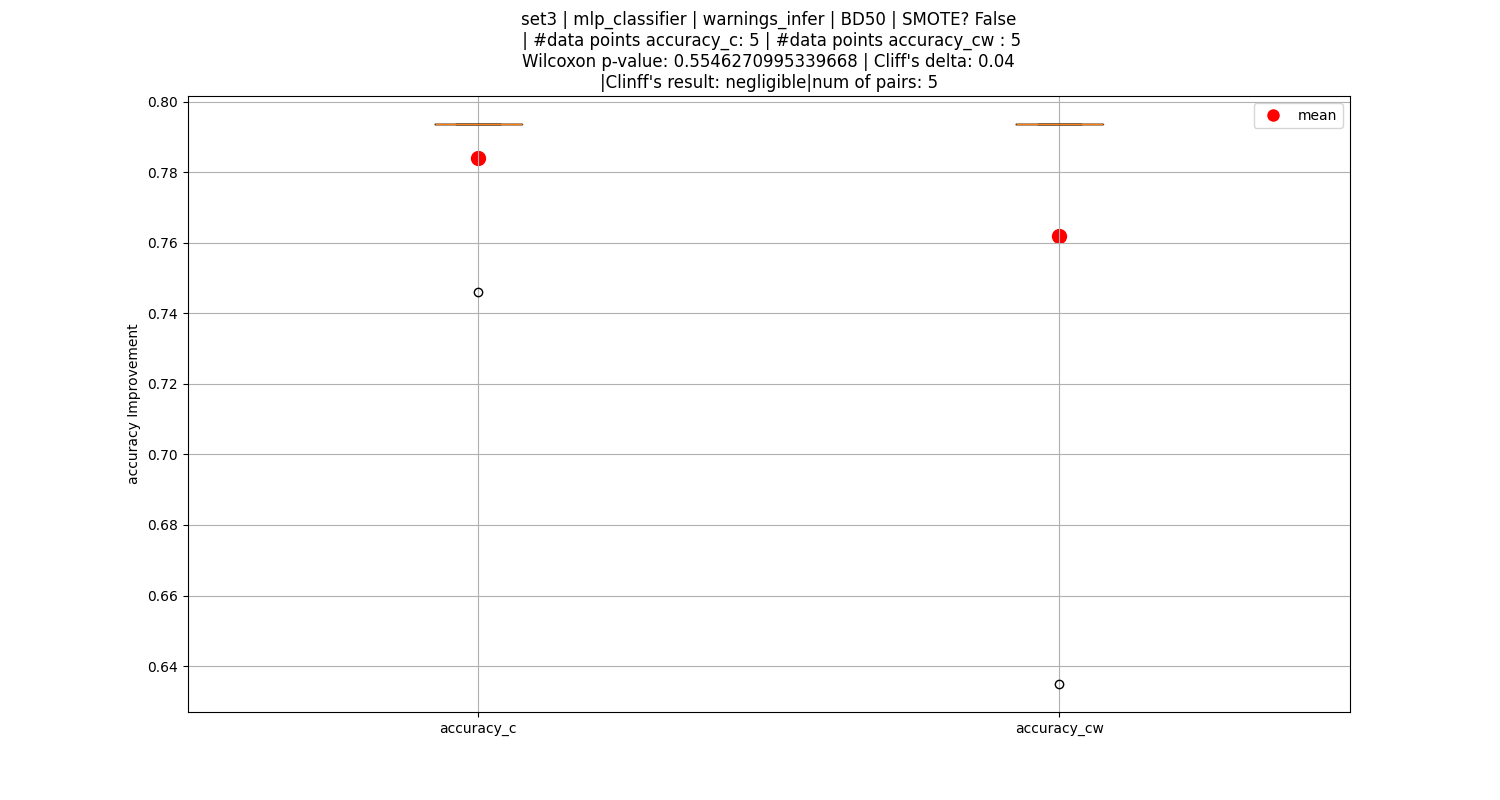 set3 | mlp_classifier | warnings_infer | BD50 | SMOTE? False
| #data points accuracy_c: 5 | #data points accuracy_cw : 5
Wilcoxon p-value: 0.5546270995339668 | Cliff's delta: 0.04
|Clinff's result: negligible|num of pairs: 5
mean
0.80
0.78
0.76
0.74
0.72
0.70
0.68
0.66
0.64
accuracy Improvement
accuracy_c
accuracy_cw